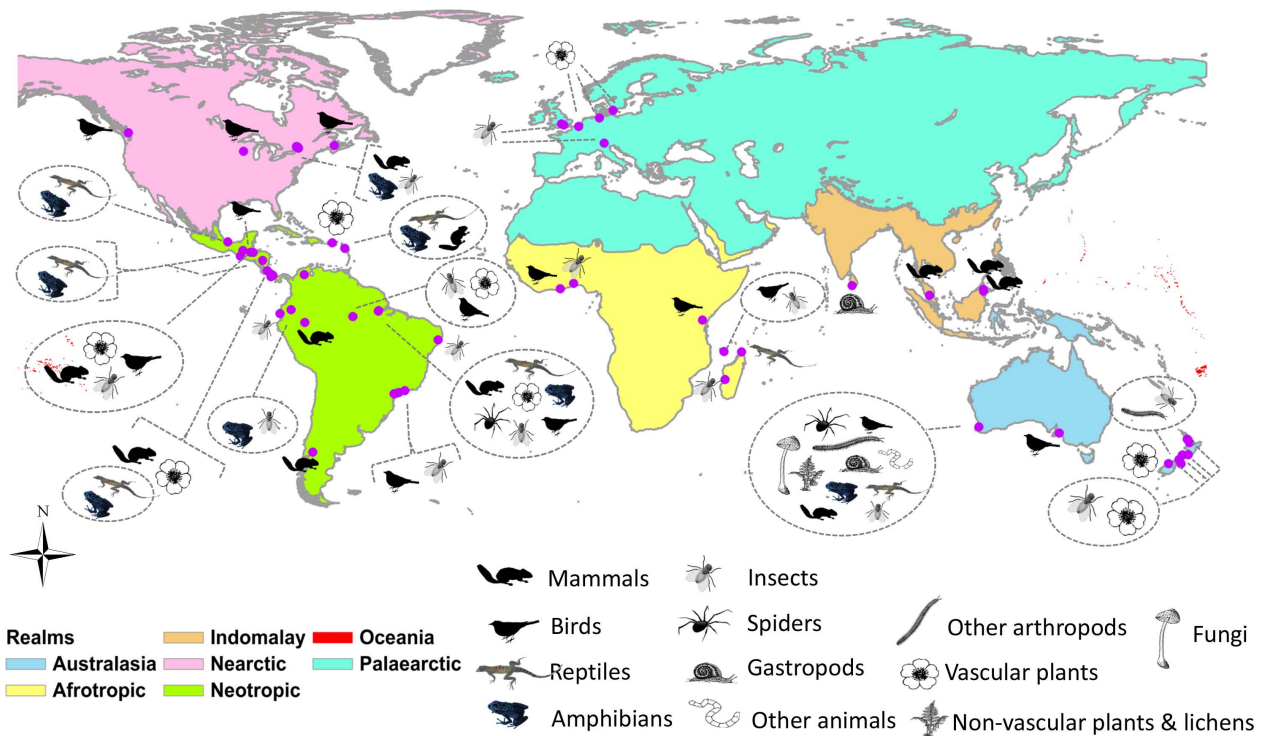 N
Realms
Australasia
Afrotropic
Indomalay
Nearctic
Neotropic
Oceania
Palaearctic
Mammals
Birds
Reptiles
Amphibians
Insects
Spiders
Gastropods
Other animals
Other arthropods
Vascular plants
Non-vascular plants & lichens
Fungi